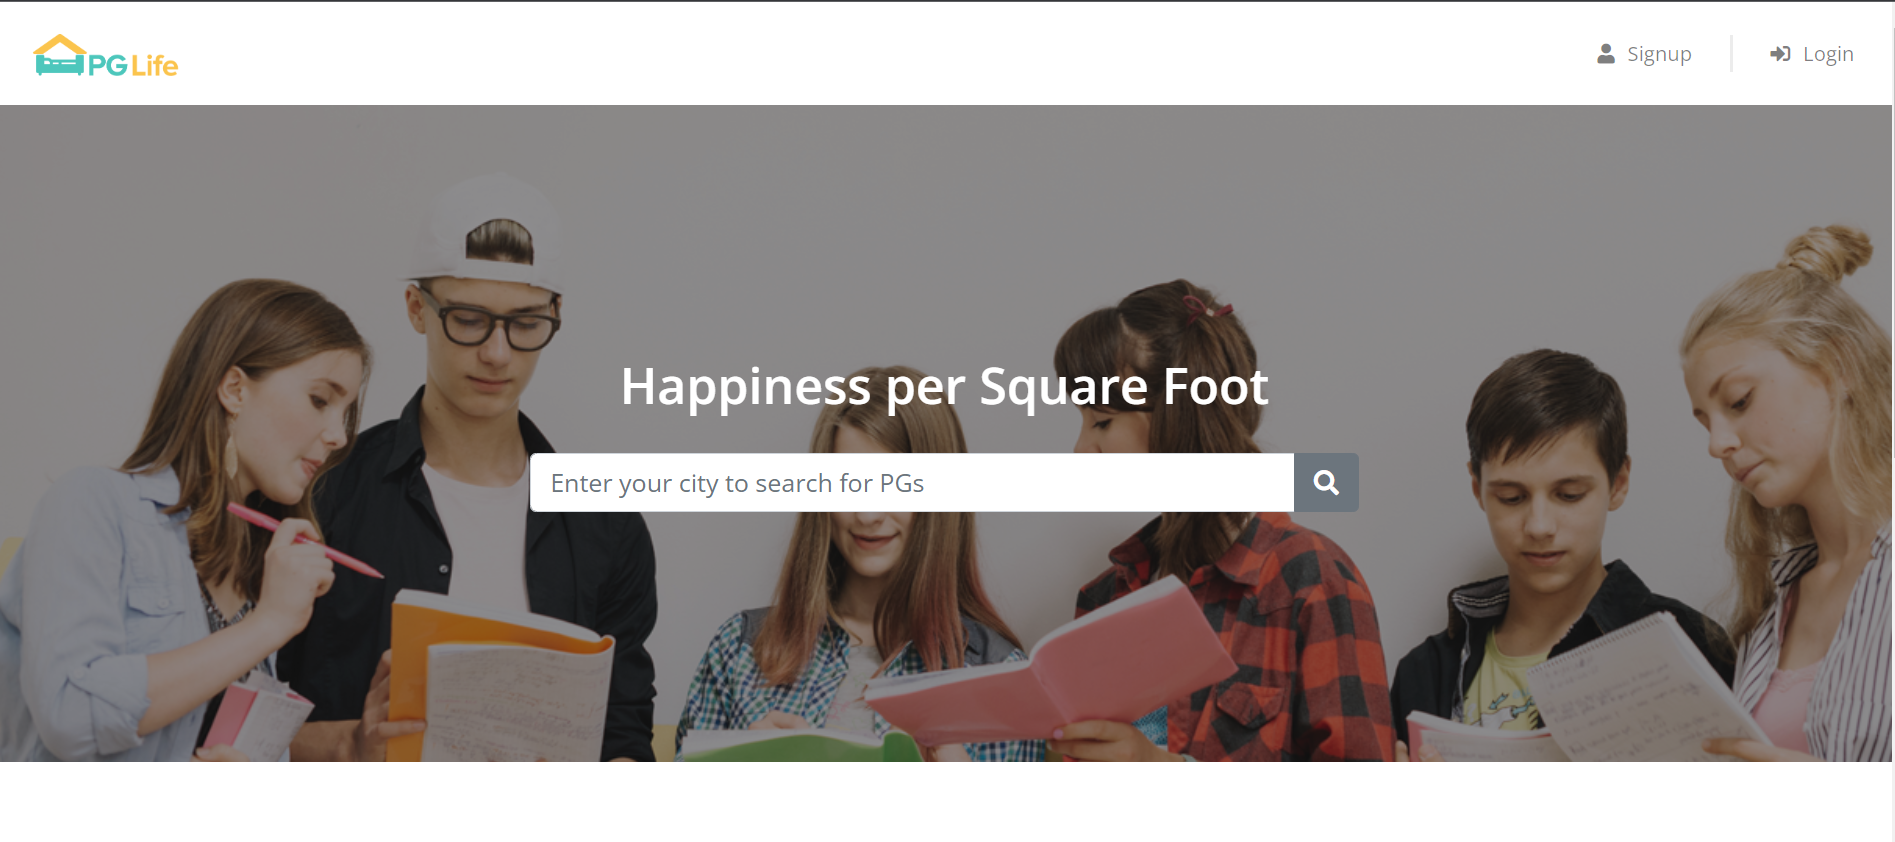 PG Life
Signup
Login
Happiness per Square Foot
Enter your city to search for PGs